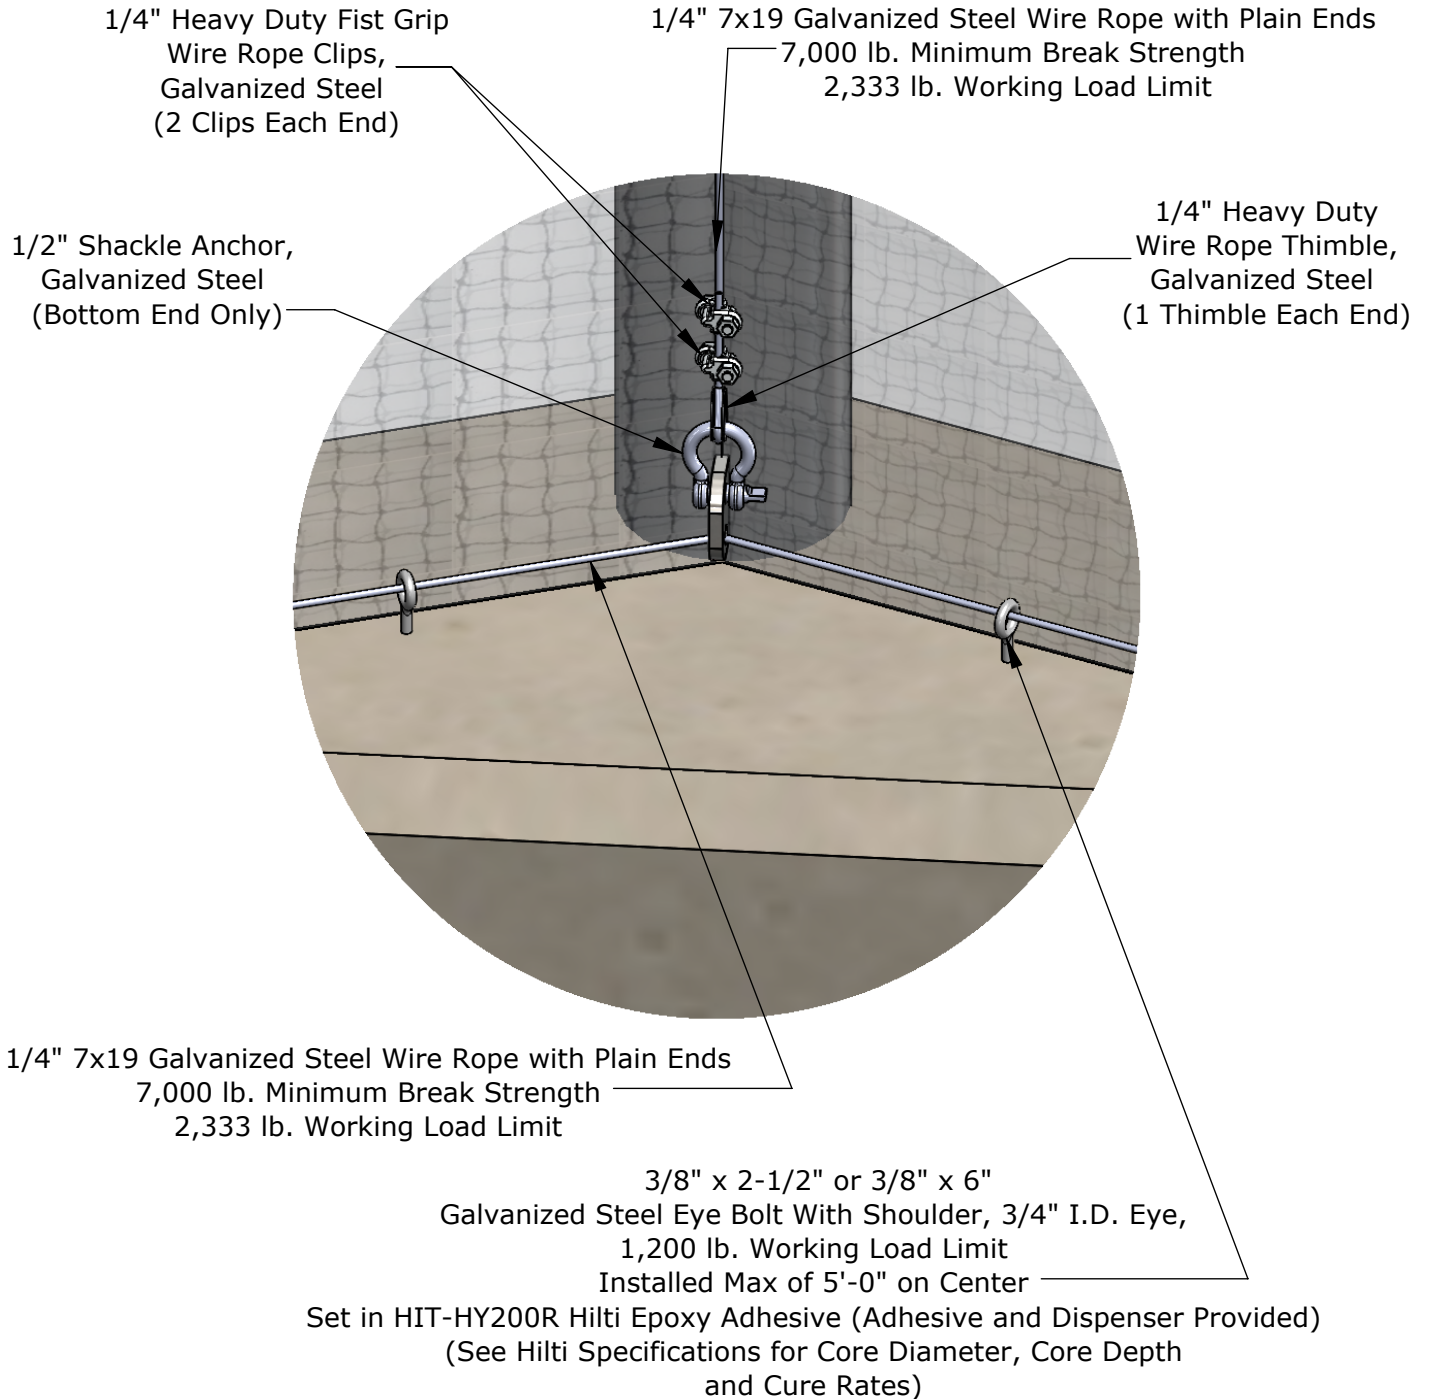 1/4" Heavy Duty Fist Grip
Wire Rope Clips,
Galvanized Steel
(2 Clips Each End)
1/4" 7x19 Galvanized Steel Wire Rope with Plain Ends
7,000 lb. Minimum Break Strength
2,333 lb. Working Load Limit
1/2" Shackle Anchor,
Galvanized Steel
(Bottom End Only)
1/4" Heavy Duty
Wire Rope Thimble,
Galvanized Steel
(1 Thimble Each End)
1/4" 7x19 Galvanized Steel Wire Rope with Plain Ends
7,000 lb. Minimum Break Strength
2,333 lb. Working Load Limit
3/8" x 2-1/2" or 3/8" x 6"
Galvanized Steel Eye Bolt With Shoulder, 3/4" I.D. Eye,
1,200 lb. Working Load Limit
Installed Max of 5'-0" on Center
Set in HIT-HY200R Hilti Epoxy Adhesive (Adhesive and Dispenser Provided)
(See Hilti Specifications for Core Diameter, Core Depth
and Cure Rates)